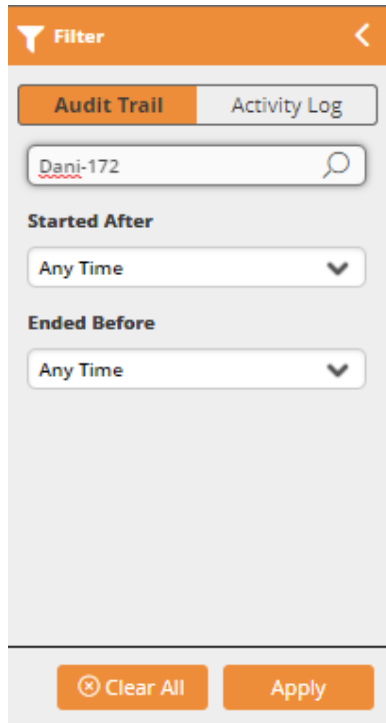 Filter
Audit Trail Activity Log
Dani-172
Started After
Any Time
Ended Before
Any Time
Clear All Apply